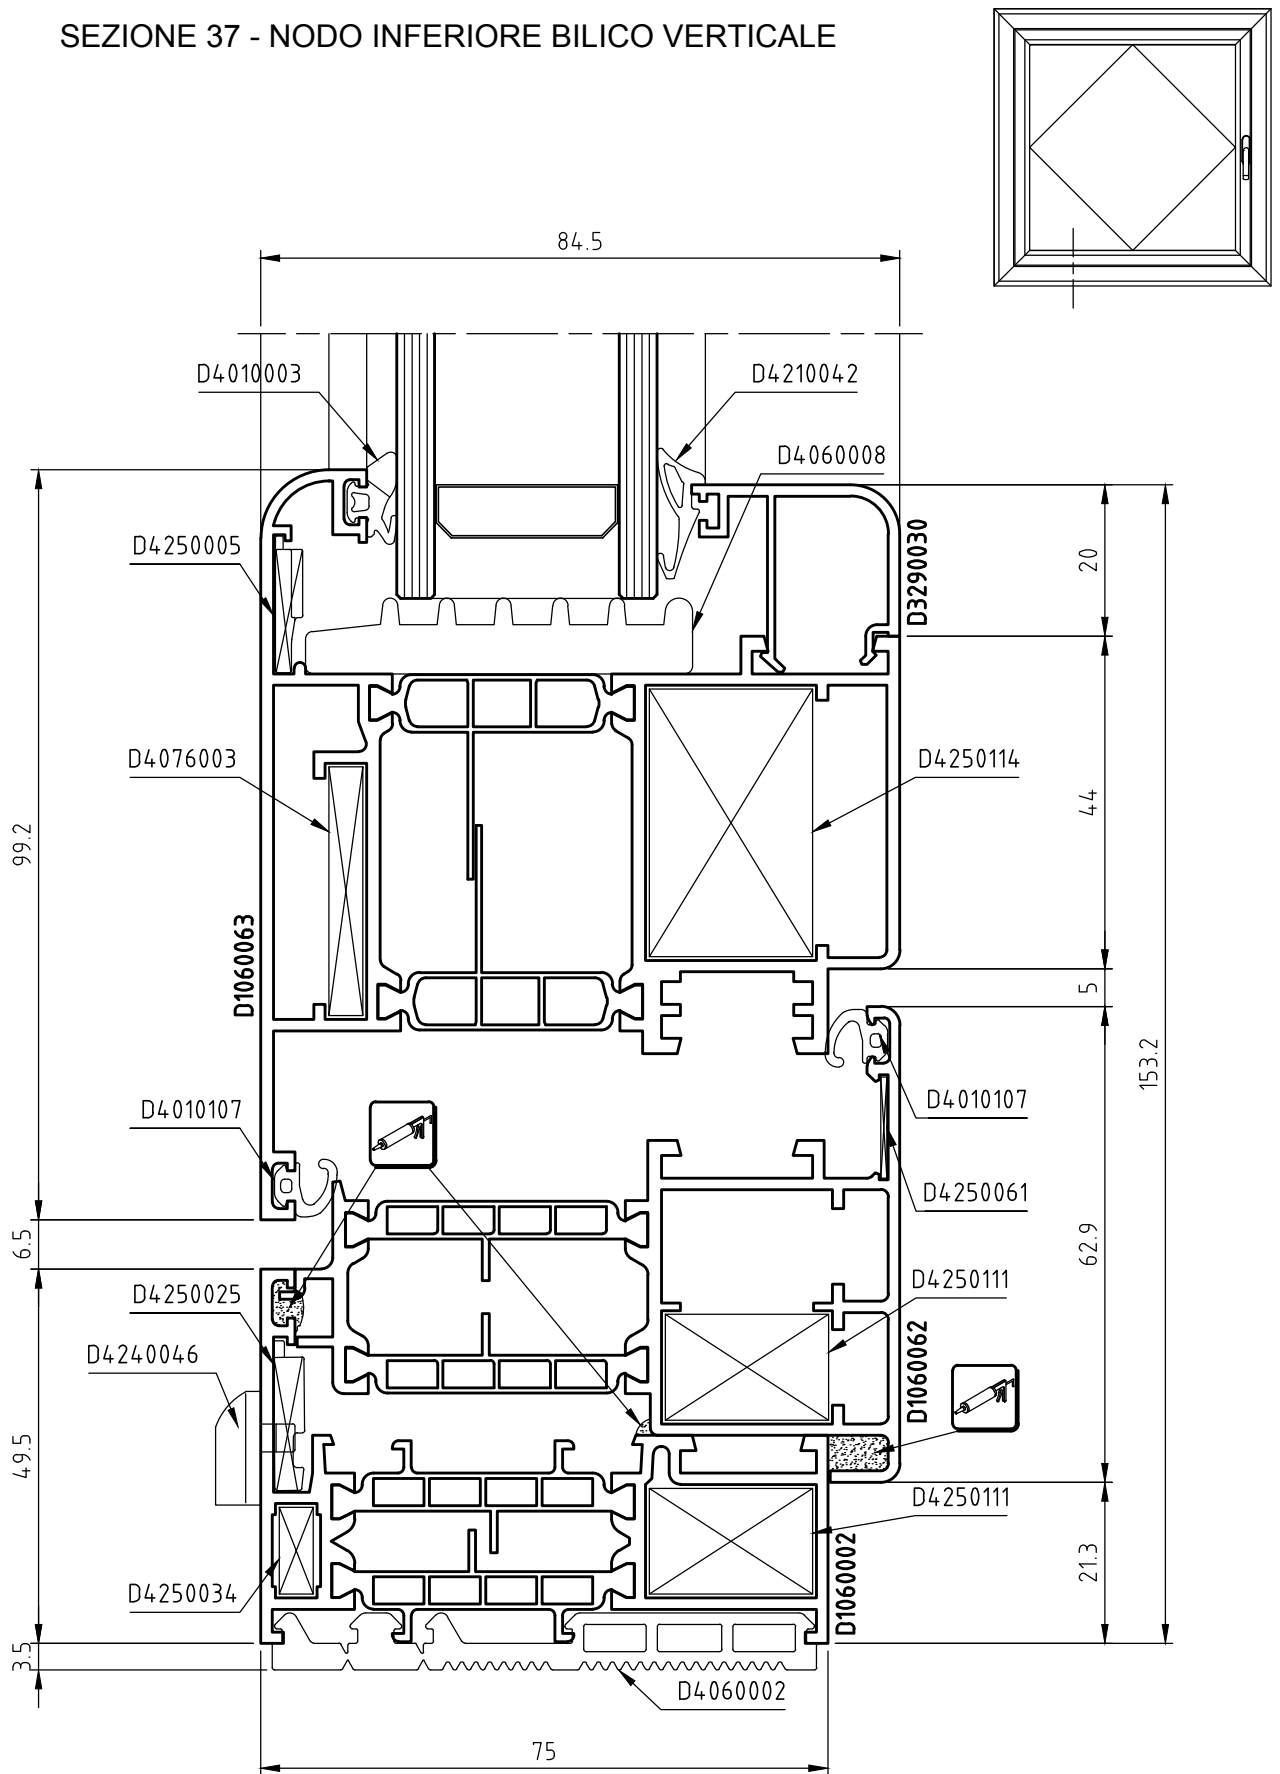 SEZIONE 37 - NODO INFERIORE BILICO VERTICALE
84.5
D4010003
D4210042
D4060008
D4250005
D3290030
20
D4076003
D4250114
44
99.2
D1060063
5
153.2
D4010107
D4010107
D4250061
6.5
62.9
D4250025
D4250111
D4240046
D1060062
49.5
D4250111
D4250034
D1060002
21.3
3.5
D4060002
75